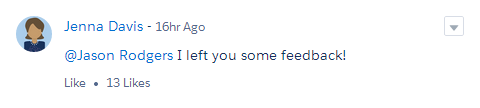 Jenna Davis - 16hr Ago
@Jason Rodgers I left you some feedback!
Like • 13 Likes